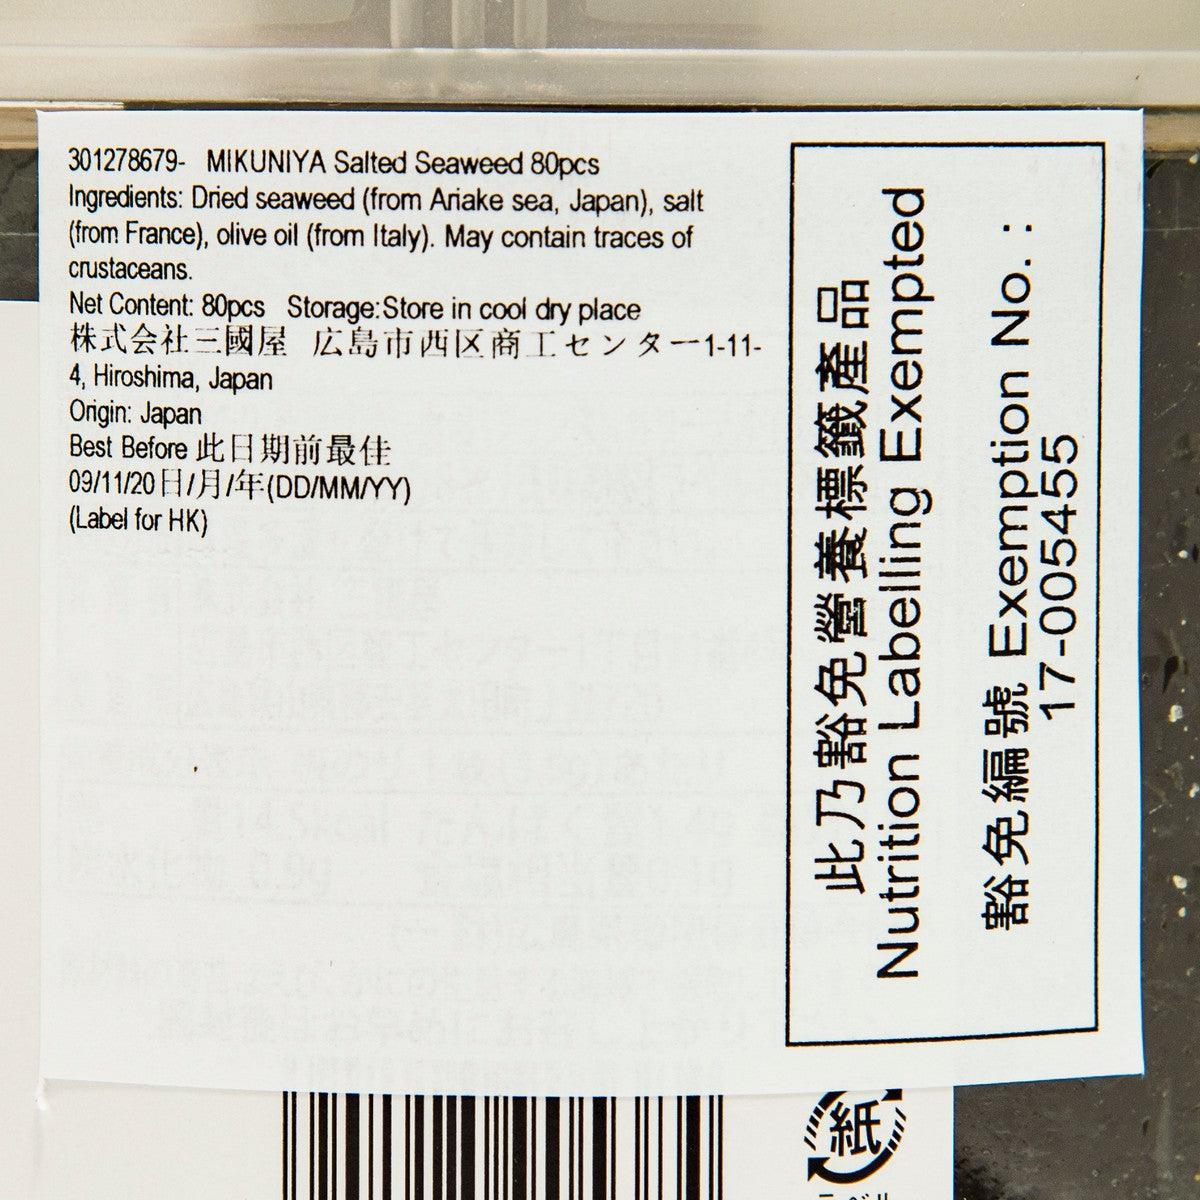 301278679- MIKUNIYA Salted Seaweed 80pcs
Ingredients: Dried seaweed (from Ariake sea, Japan), salt
(from France), olive oil (from Italy). May contain traces of
crustaceans.
Net Content: 80pcs Storage:Store in cool dry place
株式会社三國屋 広島市西区商工センター1-11-
4, Hiroshima, Japan
Origin: Japan
Best Before 此日期前最佳
09/11/20日/月/年(DD/MM/YY)
(Label for HK)
此乃豁免營養標籤產品
Nutrition Labelling Exempted
豁免編號 Exemption No. :
17-005455
紙